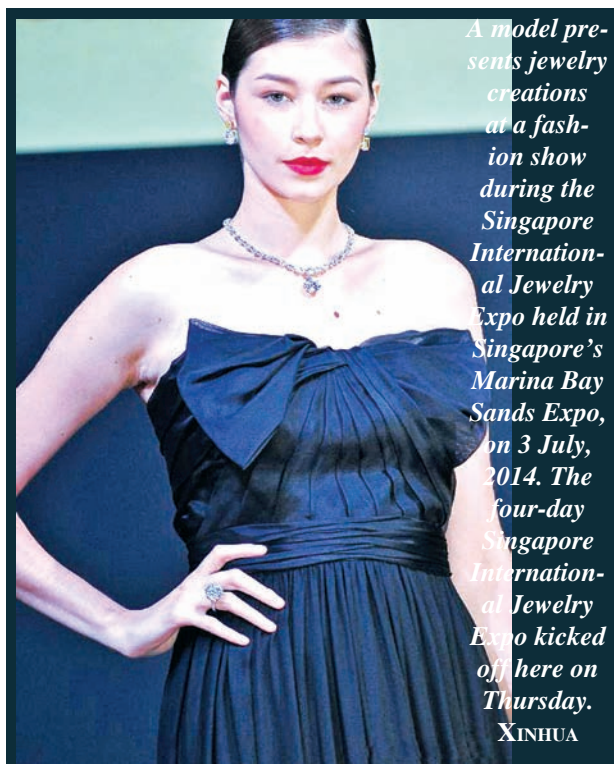 A model pre-
sents jewelry
creations
at a fash-
ion show
during the
Singapore
Internation-
al Jewelry
Expo held in
Singapore’s
Marina Bay
Sands Expo,
on 3 July,
2014. The
four-day
Singapore
Internation-
al Jewelry
Expo kicked
off here on
Thursday.
XINHUA